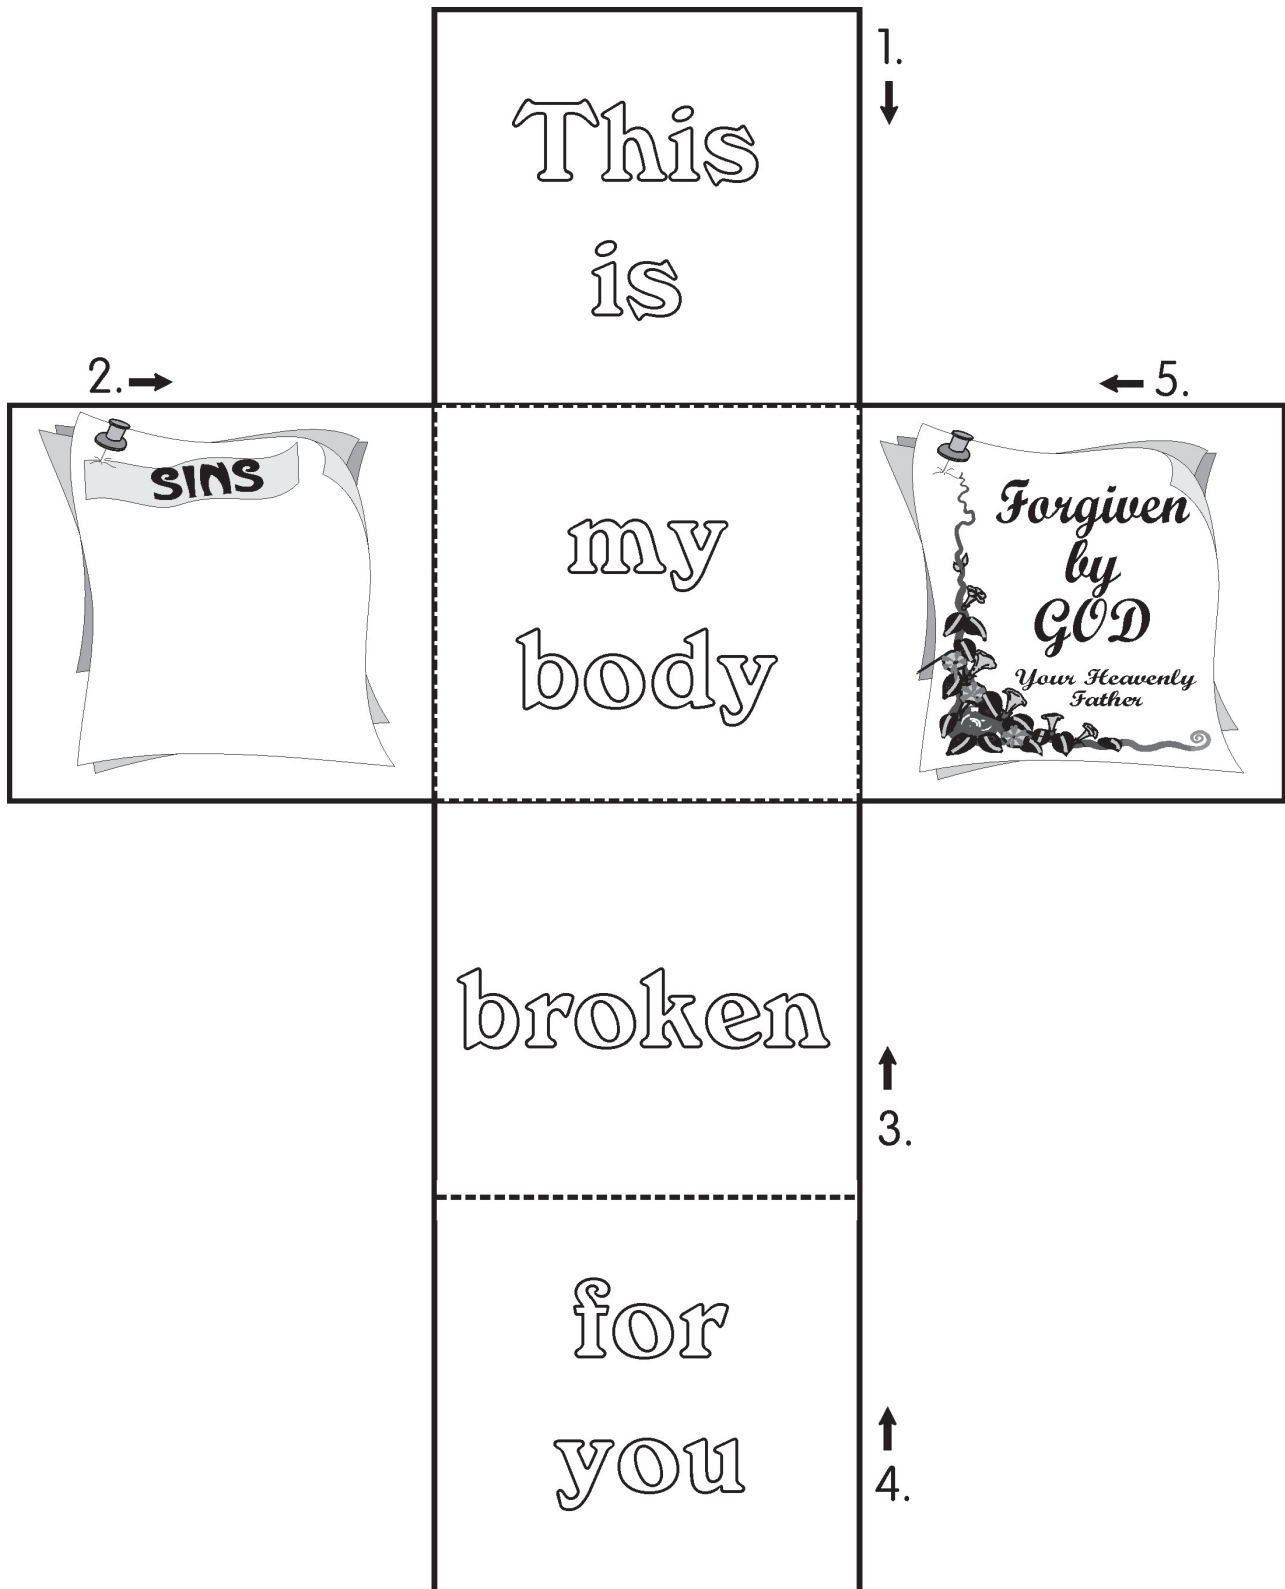 1.
This
is
2.
5.
SINS
my
body
Forgiven
by
GOD
Your Heavenly
Father
broken
3.
for
you
4.